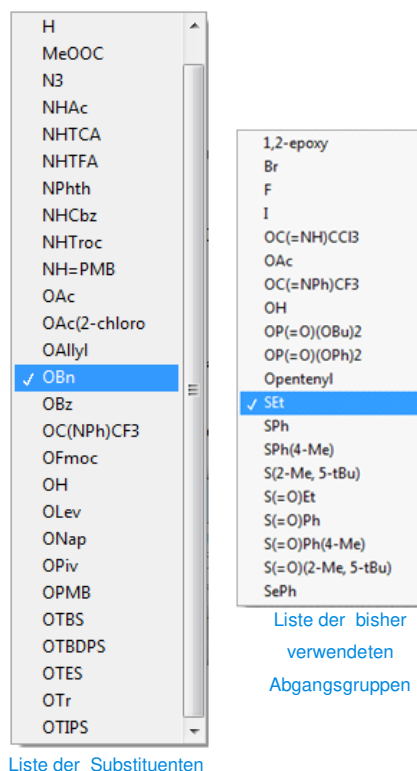 H
MeOOC
N3
NHAc
NHTCA
NHTFA
NPhth
NHCbz
NHTroc
NH=PMB
OAc
OAc(2-chloro
OAllyl
✓ OBn
OBz
OC(NPh)CF3
OFmoc
OH
OLev
ONap
OPiv
OPMB
OTBS
OTBDPS
OTES
OTr
OTIPS
Liste der Substituenten
1,2-epoxy
Br
F
I
OC(=NH)CCl3
OAc
OC(=NPh)CF3
OH
OP(=O)(OBu)2
OP(=O)(OPh)2
Opentenyl
✓ SEt
SPh
SPh(4-Me)
S(2-Me, 5-tBu)
S(=O)Et
S(=O)Ph
S(=O)Ph(4-Me)
S(=O)(2-Me, 5-tBu)
SePh
Liste der bisher
verwendeten
Abgangsgruppen